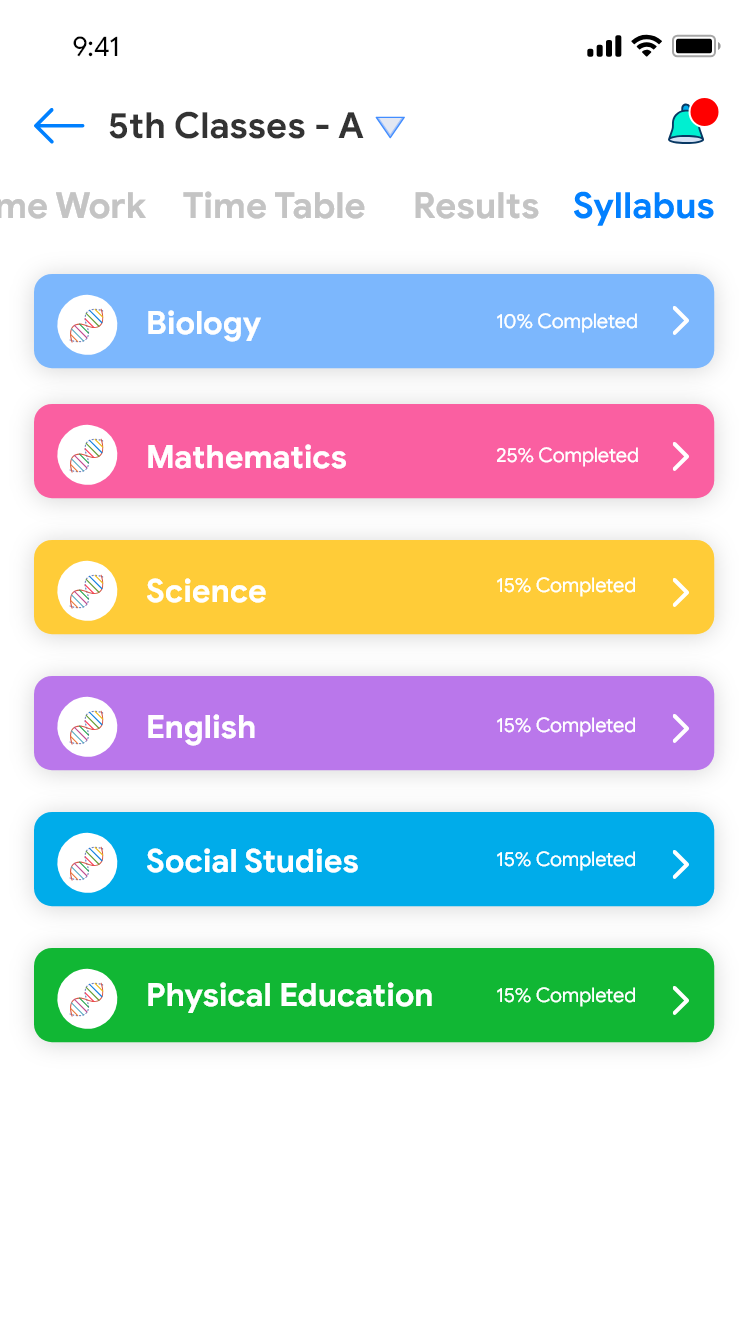 9:41
5th Classes - A
me Work Time Table Results Syllabus
Biology 10% Completed
Mathematics 25% Completed
Science 15% Completed
English 15% Completed
Social Studies 15% Completed
Physical Education 15% Completed